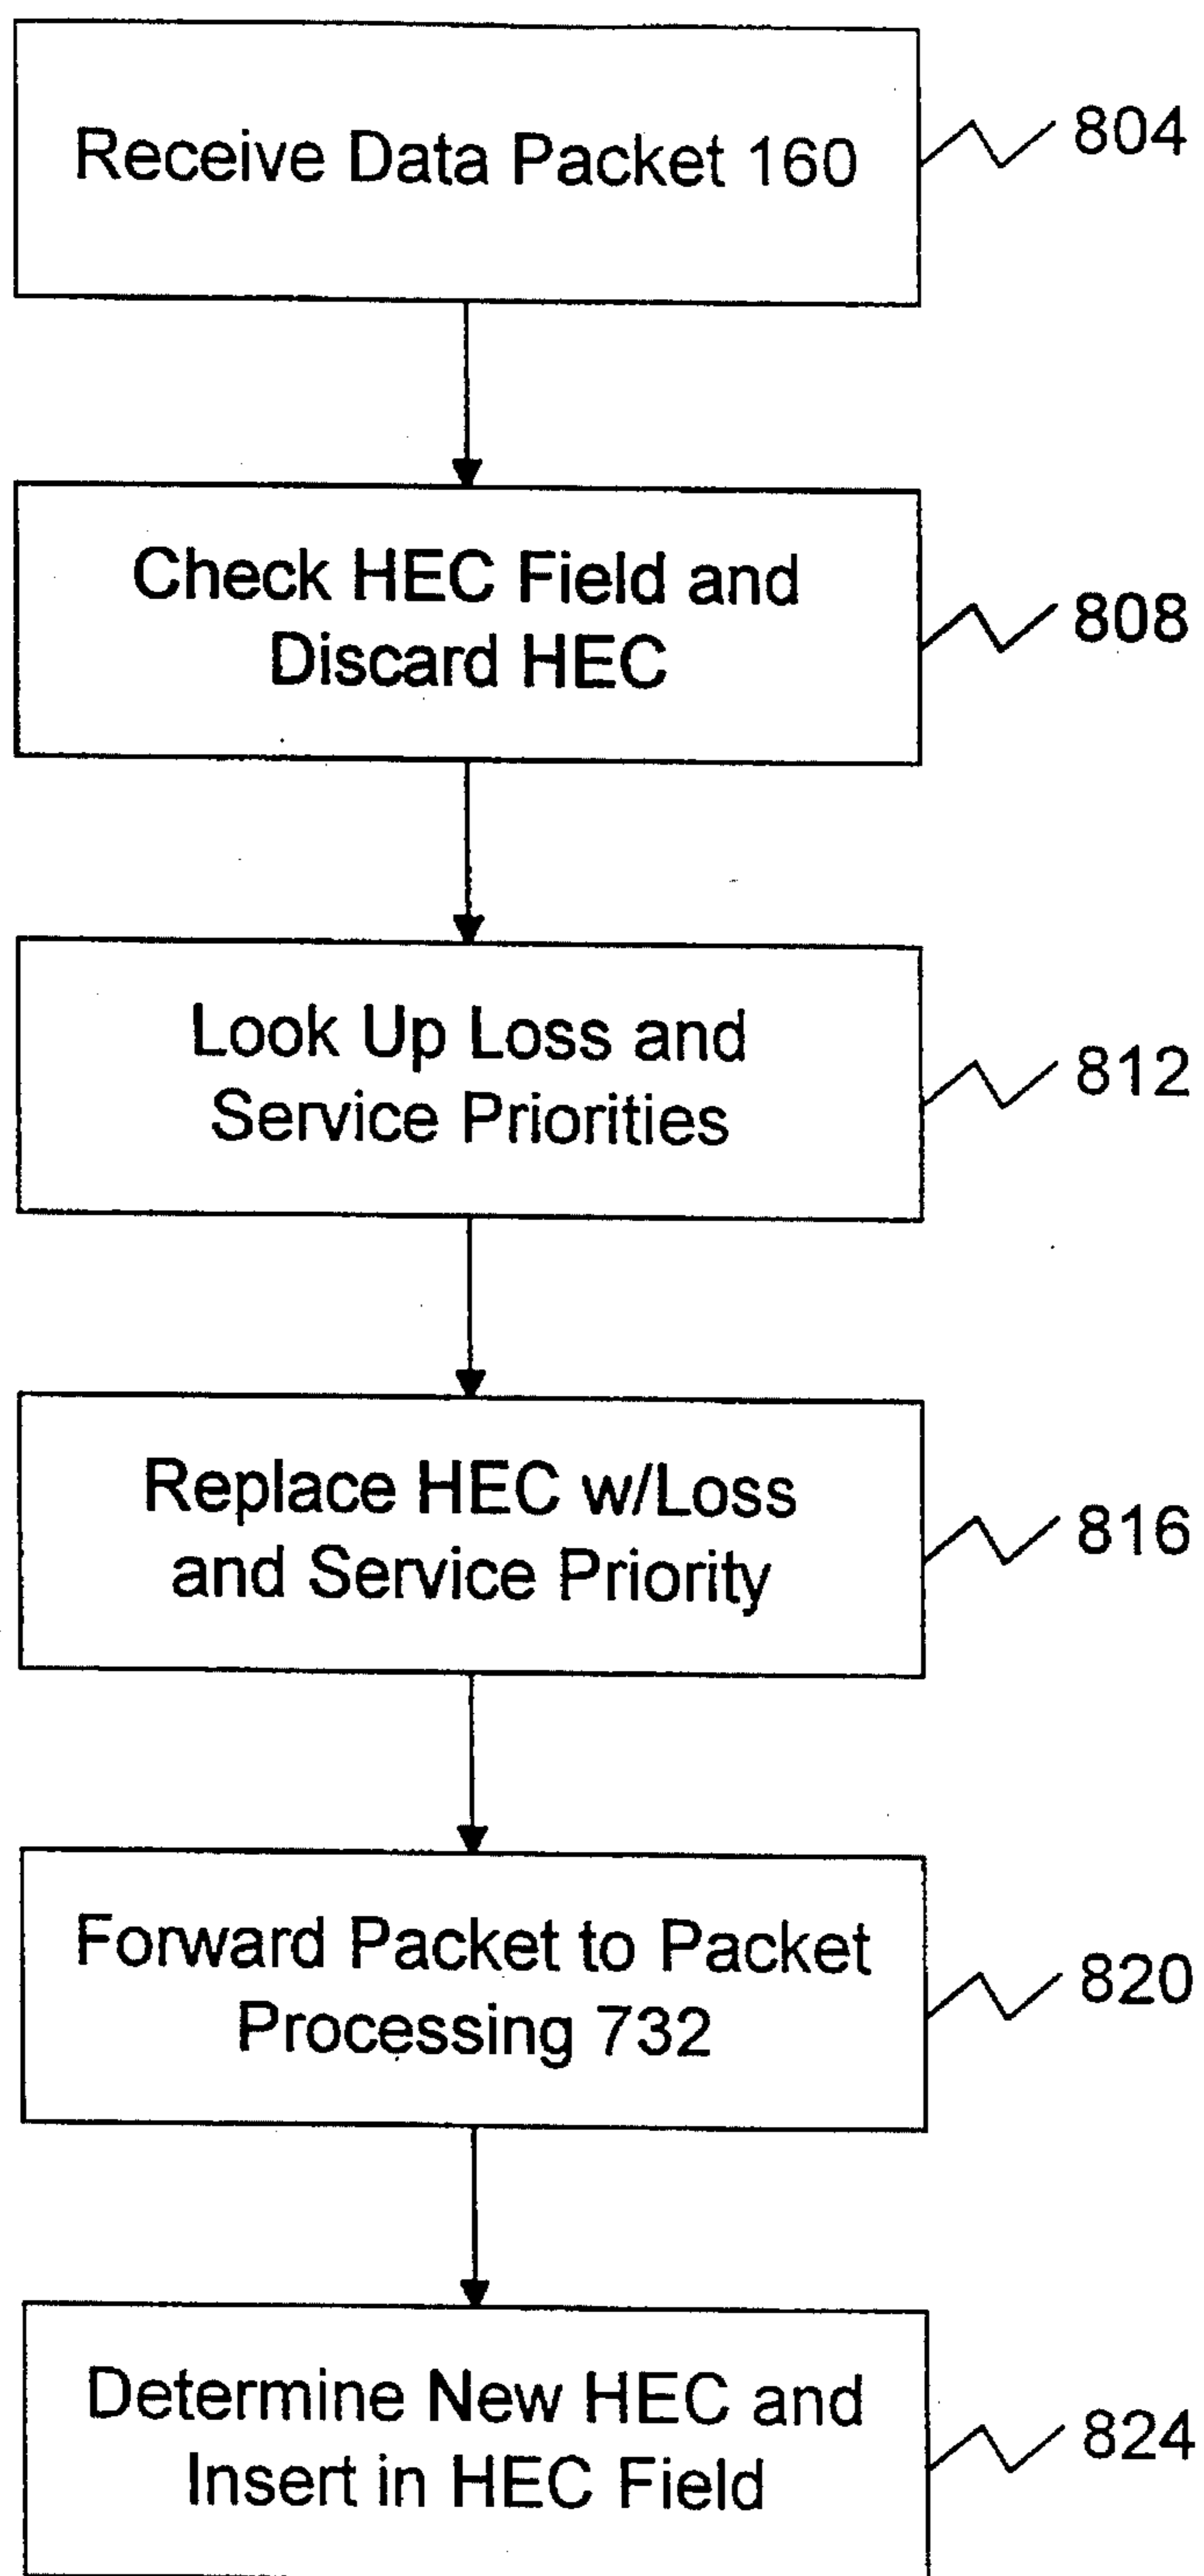 Receive Data Packet 160
804
Check HEC Field and
Discard HEC
808
Look Up Loss and
Service Priorities
812
Replace HEC w/Loss
and Service Priority
816
Forward Packet to Packet
Processing 732
820
Determine New HEC and
Insert in HEC Field
824